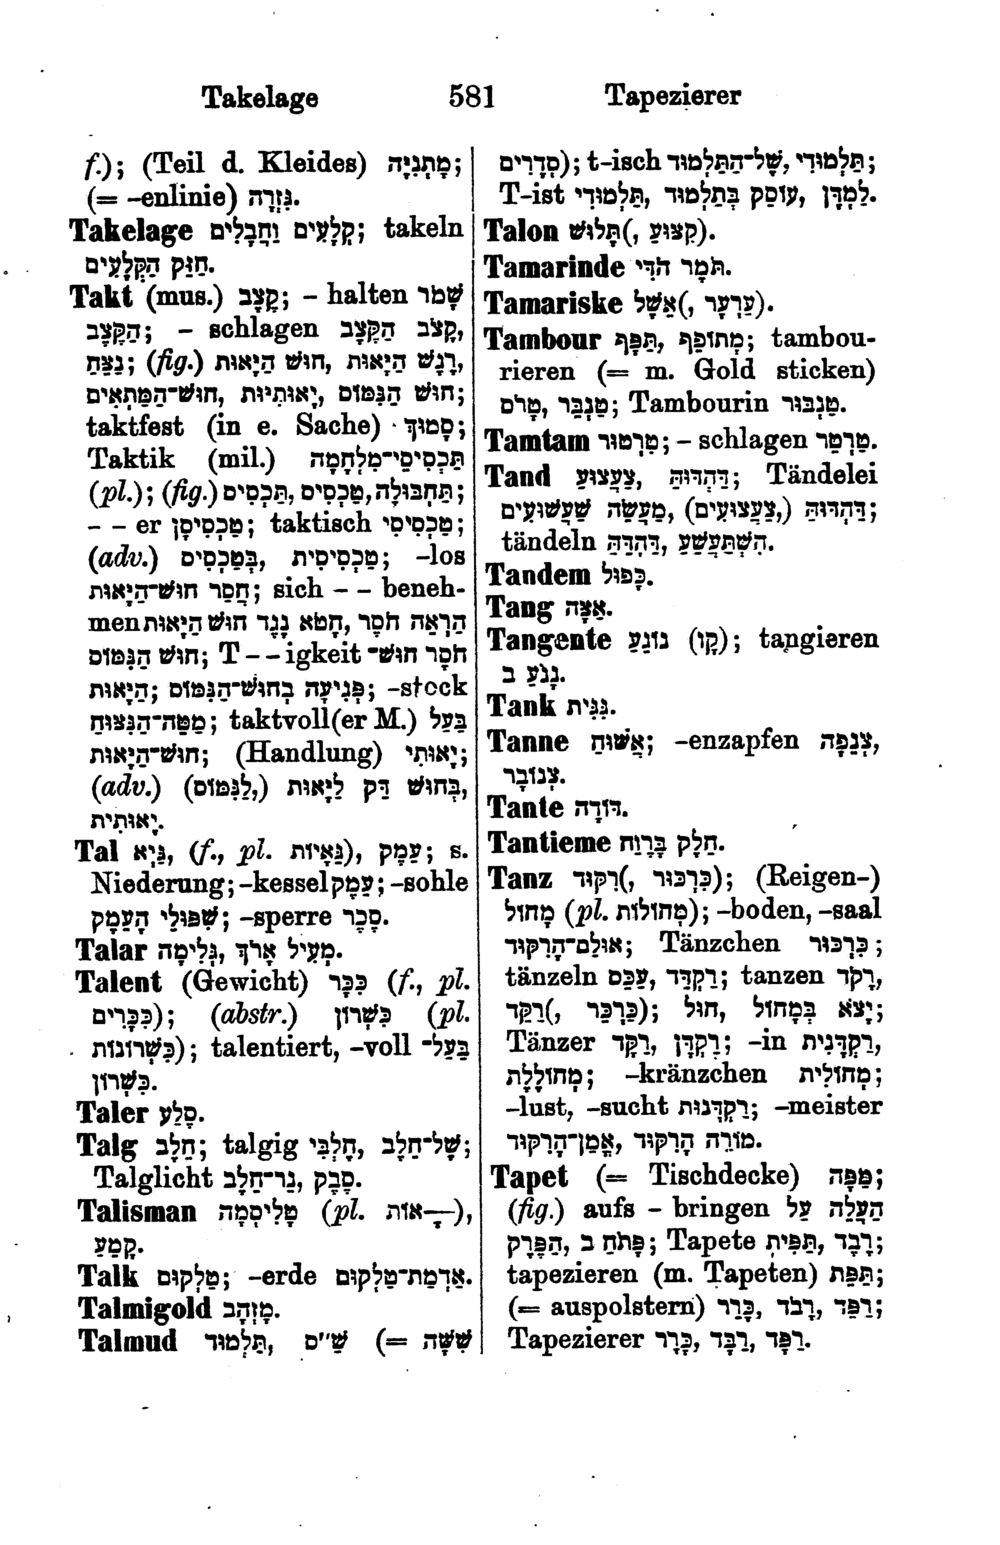 Takelage 581 Tapezierer
f.); (Teil d. Kleides) מָתְנִיָּה;
(= -enlinie) גִּזְרָה.
Takelage קְלָעִים וַחֲבָלִים; takeln
חִזֵּק הַקְּלָעִים.
Takt (mus.) קֶצֶב; – halten שָׁמֹר
הַקֶּצֶב; – schlagen קָצֹב הַקֶּצֶב,
נַצֵּחַ; (fig.) רֶגֶשׁ הַיָּאוּת, חוּשׁ הַיָּאוּת,
חוּשׁ הַנִּמּוֹס, יָאוּתִיּוּת, חוּשׁ־הַמַּתְאִים;
taktfest (in e. Sache) סָמוּךְ;
Taktik (mil.) תַּכְסִיסֵי־מִלְחָמָה
(pl.); (fig.) תַּחְבּוּלָה, טַכְסִים, תַּכְסִיס;
– – er טַכְסִיסָן; taktisch טַכְסִיסִי;
(adv.) טַכְסִיסִית, בְּטַכְסִיס; -los
חֲסַר חוּשׁ־הַיָּאוּת; sich – – beneh-
men הַרְאֵה חֹסֶר, חָטֹא נֶגֶד חוּשׁ הַיָּאוּת
חוּשׁ הַנִּמּוֹס; T – – igkeit חֹסֶר חוּשׁ־
הַיָּאוּת; פְּגִיעָה בְחוּשׁ־הַנִּמּוֹס; -stock
מַטֵּה־הַנִּצּוּחַ; taktvoll(er M.) בַּעַל
חוּשׁ־הַיָּאוּת; (Handlung) יָאוּתִי;
(adv.) בְּחוּשׁ דַּק לַיָּאוּת (לַנִּמּוֹס),
יָאוּתִית.
Tal גַּיְא, (f., pl. גֵּאָיוֹת), עֵמֶק; s.
Niederung; -kessel עֵמֶק; -sohle
שִׁפּוּלֵי הָעֵמֶק; -sperre סֶכֶר.
Talar מְעִיל אָרֹךְ, גְּלִימָה.
Talent (Gewicht) כִּכָּר (f., pl.
כִּכָּרִים); (abstr.) כִּשְׁרוֹן (pl.
כִּשְׁרוֹנוֹת); talentiert, -voll בַּעַל־
כִּשְׁרוֹן.
Taler סֶלַע.
Talg חֵלֶב; talgig חֶלְבִּי, שֶׁל־חֵלֶב;
Talglicht נֵר־חֵלֶב, סֶבֶק.
Talisman טָלִיסְמָה (pl. ־ָאוֹת),
קָמֵעַ.
Talk טַלְקוּם; -erde אַדְמַת־טַלְקוּם.
Talmigold מֻזְהָב.
Talmud תַּלְמוּד, שַׁ״ס (= שִׁשָּׁה
סְדָרִים); t-isch תַּלְמוּדִי, שֶׁל־הַתַּלְמוּד;
T-ist לַמְדָן, עוֹסֵק בְּתַלְמוּד, תַּלְמוּדִי.
Talon תָּלוּשׁ (, קָצוּעַ).
Tamarinde תָּמָר הֹדִּי.
Tamariske אֵשֶׁל (, עַרְעָר).
Tambour מְתוֹפֵף, תַּפָּף; tambou-
rieren (= m. Gold sticken)
טַנְבֵּר, טָרֹם; Tambourin טַנְבּוּר.
Tamtam טַרְטוּר; – schlagen טַרְטֵר.
Tand צַעֲצוּעַ, דַּהְדּוּהַּ; Tändelei
דַּהְדּוּהַּ (, צַעֲצוּעִים), מַעֲשֵׂה שַׁעֲשׁוּעִים;
tändeln הִשְׁתַּעֲשֵׁעַ, דַּהְדֵּהַּ.
Tandem כָּפוּל.
Tang אַצָּה.
Tangente (קַו) נוֹגֵעַ; tangieren
נָגֹעַ ב.
Tank גִּגִּית.
Tanne אַשּׁוּחַ; -enzapfen צְנִפָּה,
צְנוֹבָר.
Tante דּוֹדָה.
Tantieme חֵלֶק בָּרֶוַח.
Tanz רִקּוּד (, כִּרְכּוּר); (Reigen-)
מָחוֹל (pl. מְחוֹלוֹת); -boden, -saal
אוּלַם־הָרִקּוּד; Tänzchen כִּרְכּוּר;
tänzeln רַקֵּד, עַכֵּס; tanzen רָקֹד,
רַקֵּד (, כַּרְכֵּר); חוּל, יָצֹא בְּמָחוֹל;
Tänzer רַקְדָן, רַקָּד; -in רַקְדָנִית,
מְחוֹלֶלֶת; -kränzchen מְחוֹלִית;
-lust, -sucht רַקְדָנוּת; -meister
מוֹרֵה הָרִקּוּד, אֳמַן־הָרִקּוּד.
Tapet (= Tischdecke) מַפָּה;
(fig.) aufs – bringen הַעֲלֵה עַל
הַפֶּרֶק, פָּתֹחַ ב; Tapete רֶבֶד, תַּפִּית;
tapezieren (m. Tapeten) תַּפֵּת;
(= auspolstern) רַפֵּד, רָבֹד, כָּרֵר;
Tapezierer רַפָּד, רַבָּד, כָּרָר.